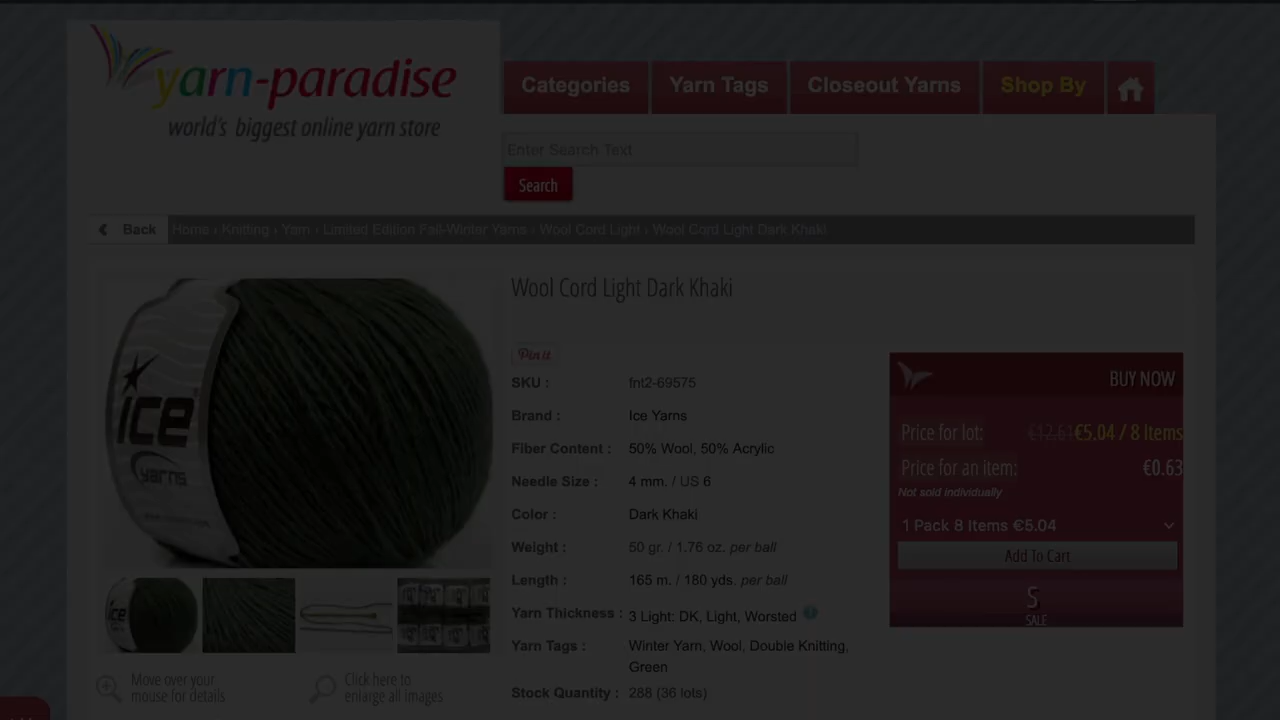 yarn-paradise
world's biggest online yarn store
Categories
Yarn Tags
Closeout Yarns
Shop By
Enter Search Text
Search
Back
Home › Knitting › Yarn › Limited Edition Fall-Winter Yarns › Wool Cord Light › Wool Cord Light Dark Khaki
Wool Cord Light Dark Khaki
Pin it
SKU : fnt2-69575
Brand : Ice Yarns
Fiber Content : 50% Wool, 50% Acrylic
Needle Size : 4 mm. / US 6
Color : Dark Khaki
Weight : 50 gr. / 1.76 oz. per ball
Length : 165 m. / 180 yds. per ball
Yarn Thickness : 3 Light: DK, Light, Worsted
Yarn Tags : Winter Yarn, Wool, Double Knitting,
Green
Stock Quantity : 288 (36 lots)
BUY NOW
Price for lot: €12.61 €5.04 / 8 Items
Price for an item: €0.63
Not sold individually
1 Pack 8 Items €5.04
Add To Cart
S
SALE
ICE
yarns
ICE
Move over your
mouse for details
Click here to
enlarge all images